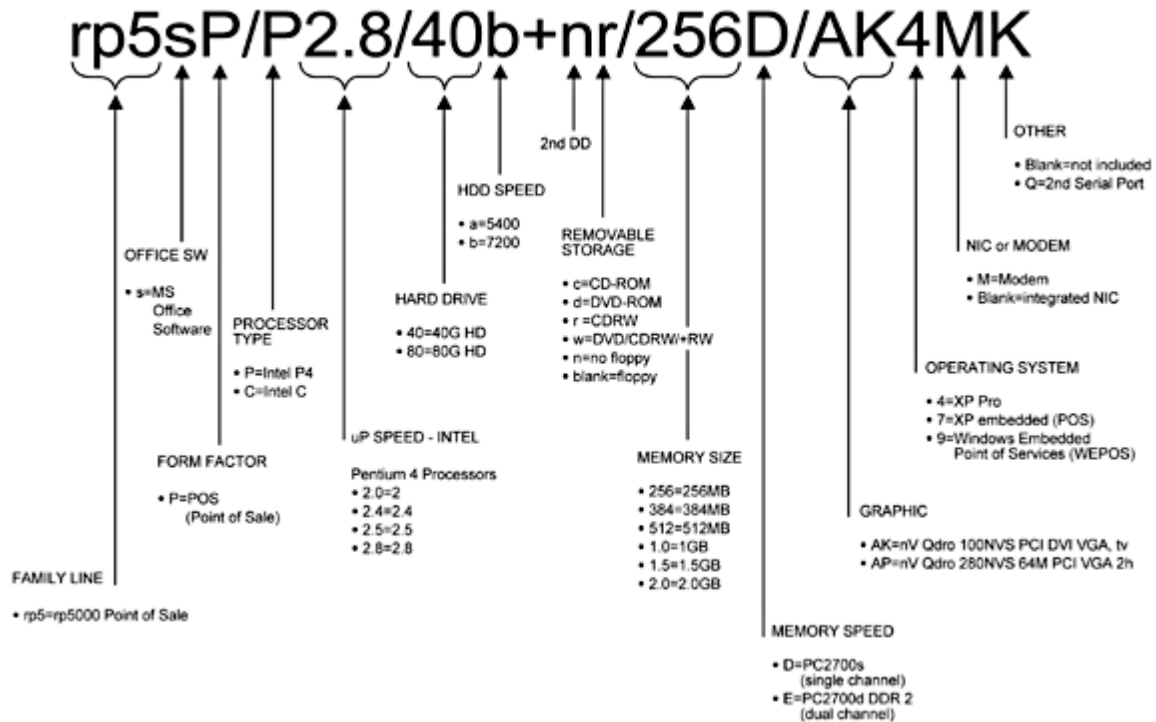 rp5sP/P2.8/40b+nr/256D/AK4MK
FAMILY LINE
• rp5=rp5000 Point of Sale
OFFICE SW
• s=MS
Office
Software
FORM FACTOR
• P=POS
(Point of Sale)
PROCESSOR
TYPE
• P=Intel P4
• C=Intel C
uP SPEED - INTEL
Pentium 4 Processors
• 2.0=2
• 2.4=2.4
• 2.5=2.5
• 2.8=2.8
HARD DRIVE
• 40=40G HD
• 80=80G HD
HDD SPEED
• a=5400
• b=7200
2nd DD
REMOVABLE
STORAGE
• c=CD-ROM
• d=DVD-ROM
• r =CDRW
• w=DVD/CDRW/+RW
• n=no floppy
• blank=floppy
MEMORY SIZE
• 256=256MB
• 384=384MB
• 512=512MB
• 1.0=1GB
• 1.5=1.5GB
• 2.0=2.0GB
MEMORY SPEED
• D=PC2700s
(single channel)
• E=PC2700d DDR 2
(dual channel)
GRAPHIC
• AK=nV Qdro 100NVS PCI DVI VGA, tv
• AP=nV Qdro 280NVS 64M PCI VGA 2h
OPERATING SYSTEM
• 4=XP Pro
• 7=XP embedded (POS)
• 9=Windows Embedded
Point of Services (WEPOS)
NIC or MODEM
• M=Modem
• Blank=integrated NIC
OTHER
• Blank=not included
• Q=2nd Serial Port